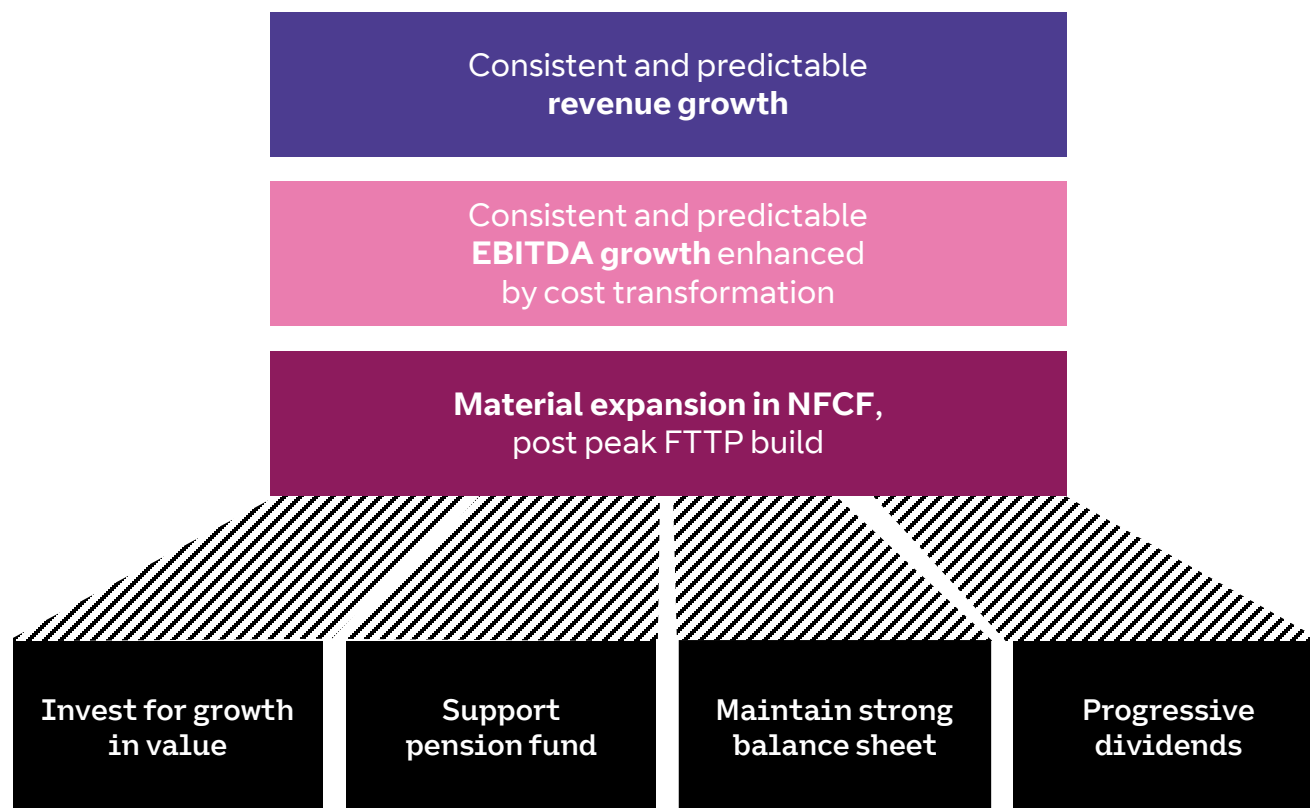 Consistent and predictable
revenue growth
Consistent and predictable
EBITDA growth enhanced
by cost transformation
Material expansion in NFCF,
post peak FTTP build
Invest for growth
in value
Support
pension fund
Maintain strong
balance sheet
Progressive
dividends